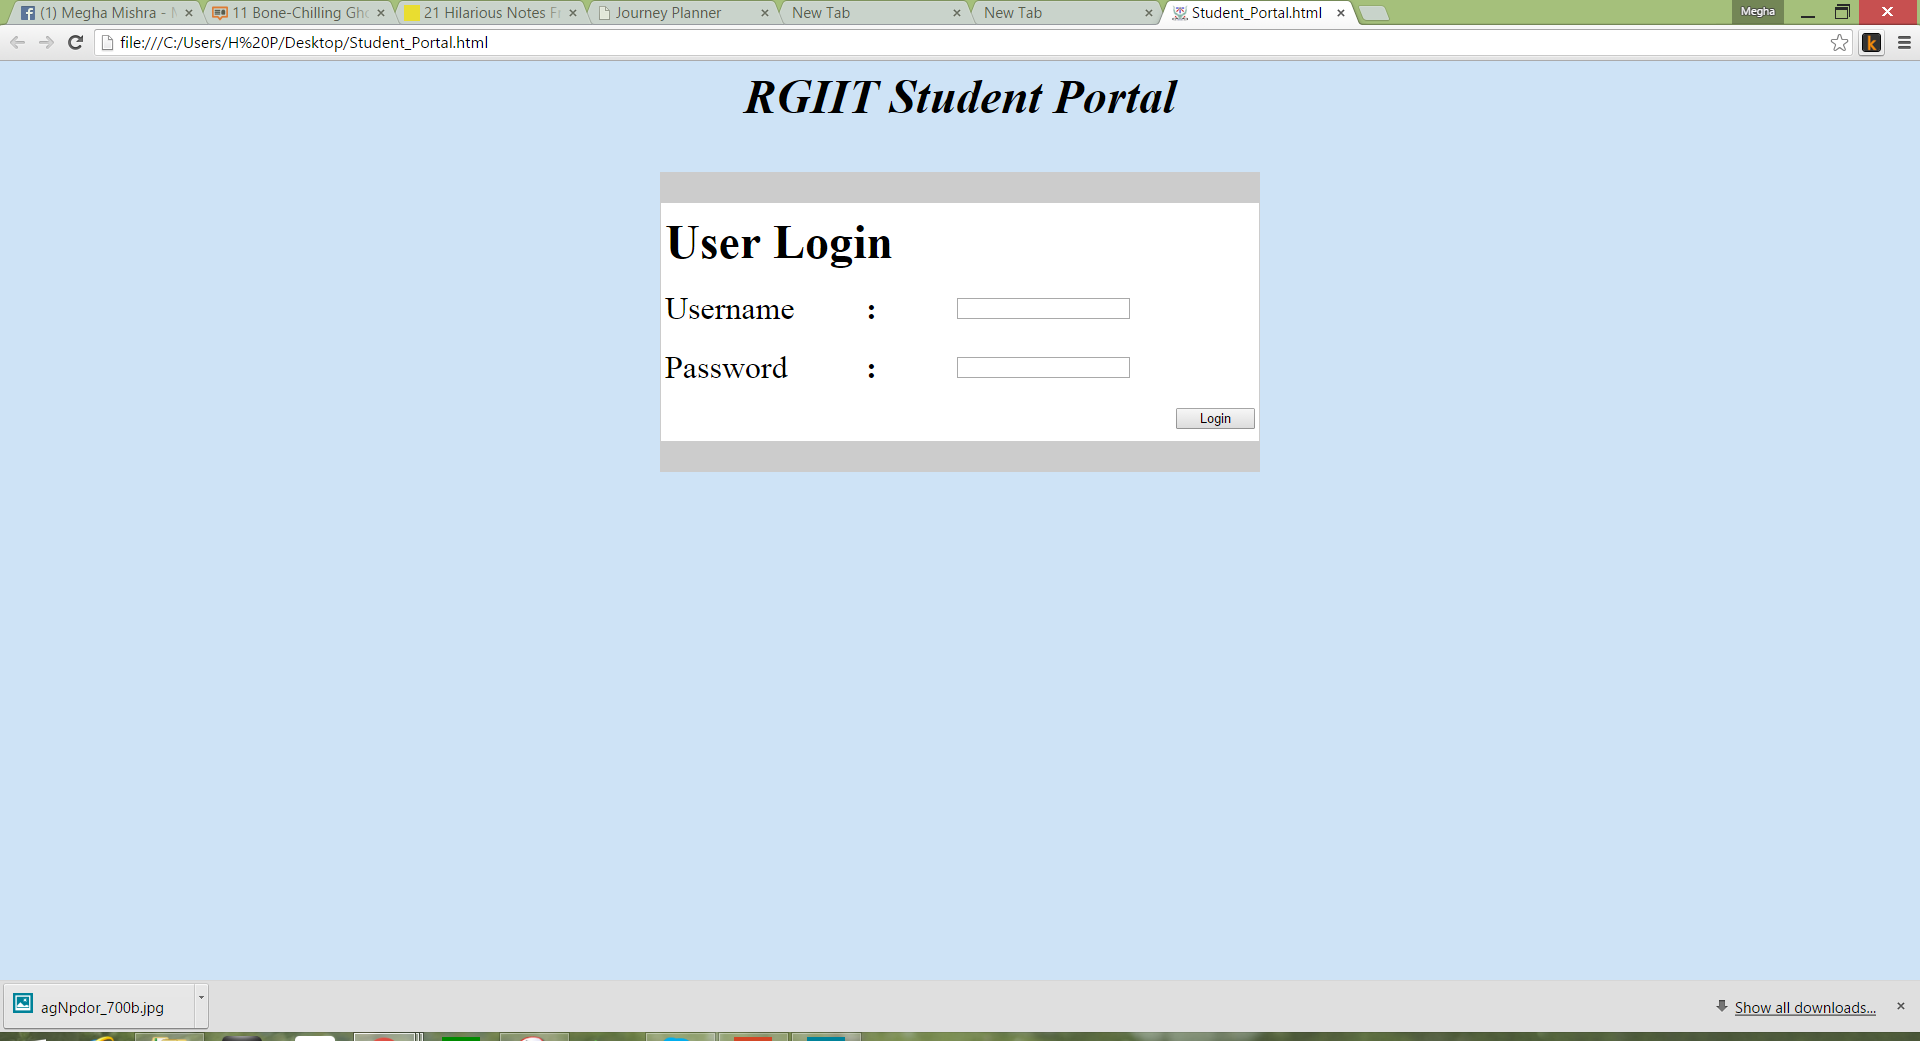 (1) Megha Mishra - 11 Bone-Chilling Gh 21 Hilarious Notes F Journey Planner New Tab New Tab Student_Portal.html Megha
file:///C:/Users/H%20P/Desktop/Student_Portal.html k
RGIIT Student Portal
User Login
Username :
Password :
Login
agNpdor_700b.jpg Show all downloads...